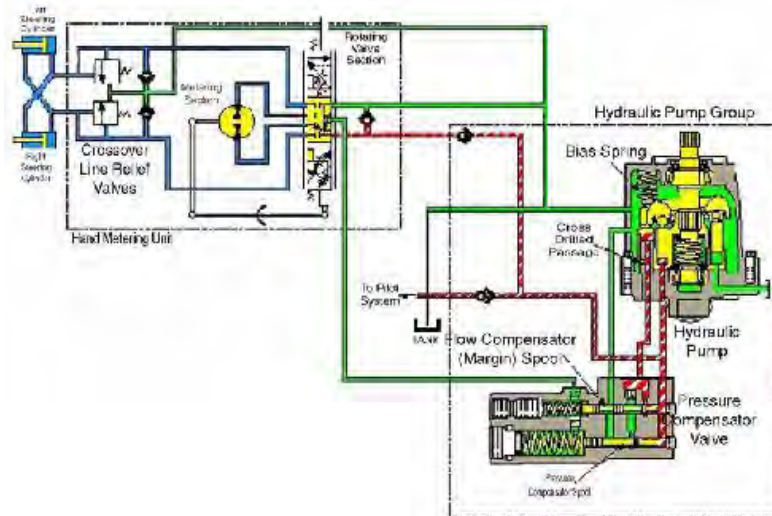 Steering
Cylinder
Rotating
Valve
Section
Metering
Section
Hydraulic Pump Group
Bias Spring
Crossover
Line Relief
Valves
Right
Steering
Cylinder
Hand Metering Unit
Cross
Drilled
Passage
To Pilot
System
TANK
Flow Compensator
(Margin) Spool
Hydraulic
Pump
Pressure
Compensator
Valve
Pressure
Compensator Spool